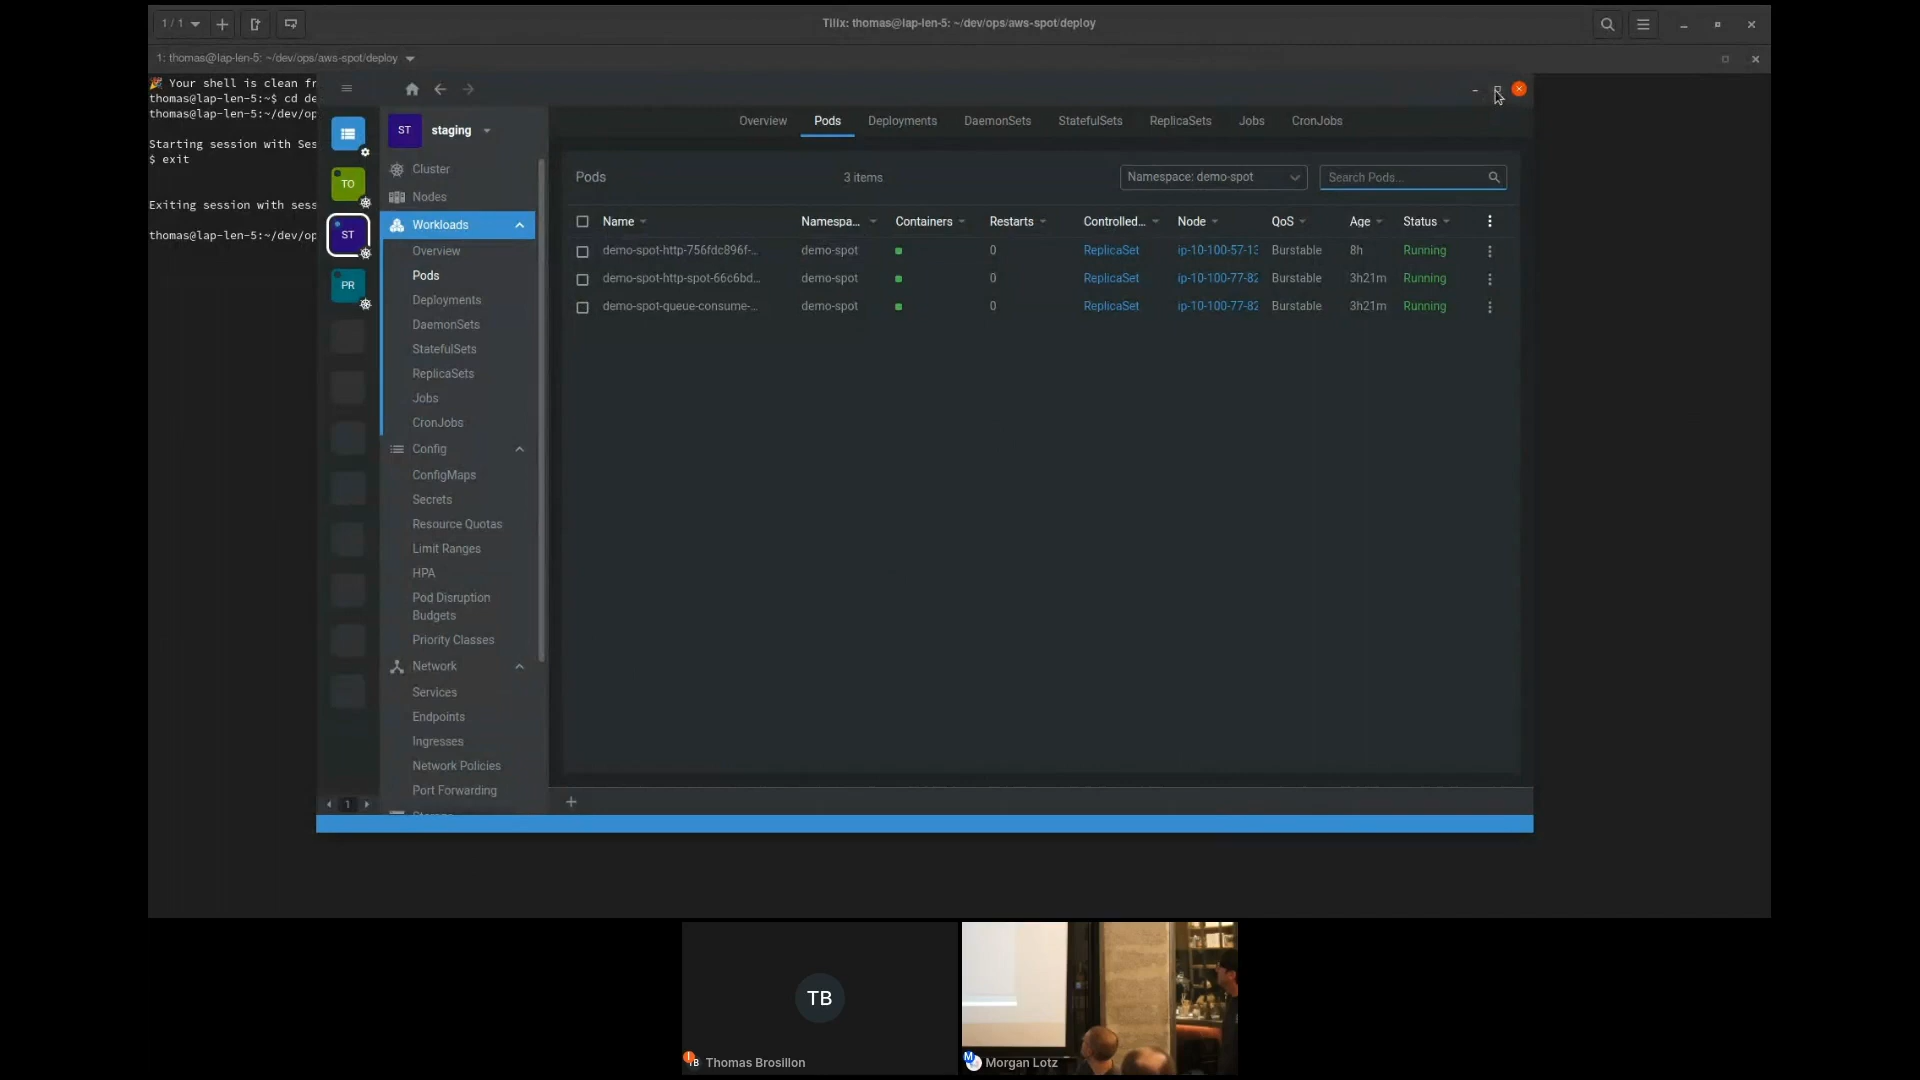 1 / 1
Tilix: thomas@lap-len-5: ~/dev/ops/aws-spot/deploy
1: thomas@lap-len-5: ~/dev/ops/aws-spot/deploy
Your shell is clean fr
thomas@lap-len-5:~$ cd de
thomas@lap-len-5:~/dev/op
Starting session with Ses
$ exit
Exiting session with sess
thomas@lap-len-5:~/dev/op
TO
ST
PR
1
ST staging
Cluster
Nodes
Workloads
Overview
Pods
Deployments
DaemonSets
StatefulSets
ReplicaSets
Jobs
CronJobs
Config
ConfigMaps
Secrets
Resource Quotas
Limit Ranges
HPA
Pod Disruption
Budgets
Priority Classes
Network
Services
Endpoints
Ingresses
Network Policies
Port Forwarding
Overview Pods Deployments DaemonSets StatefulSets ReplicaSets Jobs CronJobs
Pods 3 items Namespace: demo-spot Search Pods...
Name Namespa... Containers Restarts Controlled... Node QoS Age Status
demo-spot-http-756fdc896f-... demo-spot 0 ReplicaSet ip-10-100-57-13 Burstable 8h Running
demo-spot-http-spot-66c6bd... demo-spot 0 ReplicaSet ip-10-100-77-82 Burstable 3h21m Running
demo-spot-queue-consume-... demo-spot 0 ReplicaSet ip-10-100-77-82 Burstable 3h21m Running
+
TB
TB Thomas Brosillon
M Morgan Lotz